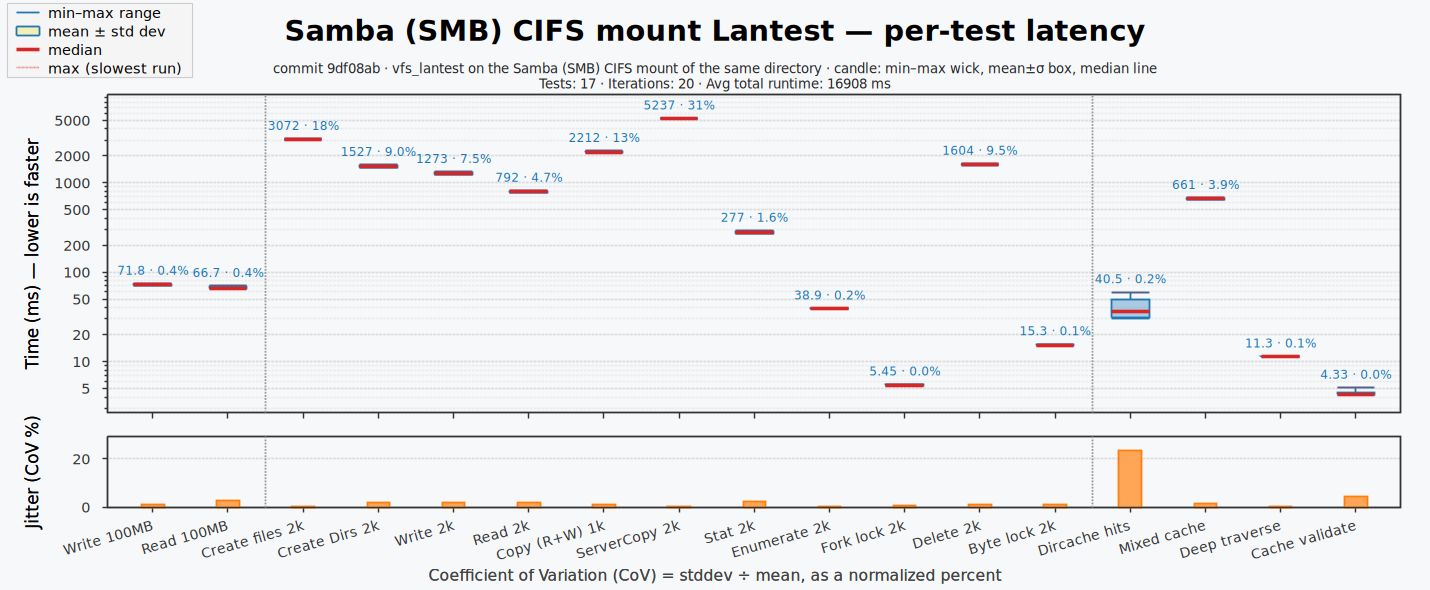 min–max range
mean ± std dev
median
max (slowest run)
Samba (SMB) CIFS mount Lantest — per-test latency
commit 9df08ab · vfs_lantest on the Samba (SMB) CIFS mount of the same directory · candle: min–max wick, mean±σ box, median line
Tests: 17 · Iterations: 20 · Avg total runtime: 16908 ms
Time (ms) — lower is faster
5000
2000
1000
500
200
100
50
20
10
5
71.8 · 0.4%
66.7 · 0.4%
3072 · 18%
1527 · 9.0%
1273 · 7.5%
792 · 4.7%
2212 · 13%
5237 · 31%
277 · 1.6%
38.9 · 0.2%
5.45 · 0.0%
1604 · 9.5%
15.3 · 0.1%
40.5 · 0.2%
661 · 3.9%
11.3 · 0.1%
4.33 · 0.0%
Jitter (CoV %)
20
0
Write 100MB
Read 100MB
Create files 2k
Create Dirs 2k
Write 2k
Read 2k
Copy (R+W) 1k
ServerCopy 2k
Stat 2k
Enumerate 2k
Fork lock 2k
Delete 2k
Byte lock 2k
Dircache hits
Mixed cache
Deep traverse
Cache validate
Coefficient of Variation (CoV) = stddev ÷ mean, as a normalized percent